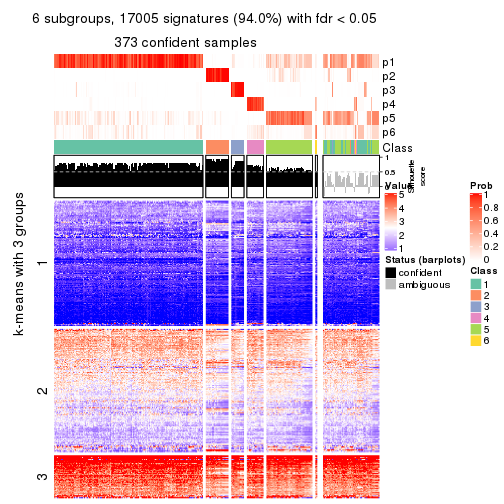 6 subgroups, 17005 signatures (94.0%) with fdr < 0.05
373 confident samples
p1
p2
p3
p4
p5
p6
Class
1
0.5
0
Silhouette
score
k-means with 3 groups
1
2
3
Value
5
4
3
2
1
Status (barplots)
confident
ambiguous
Prob
1
0.8
0.6
0.4
0.2
0
Class
1
2
3
4
5
6